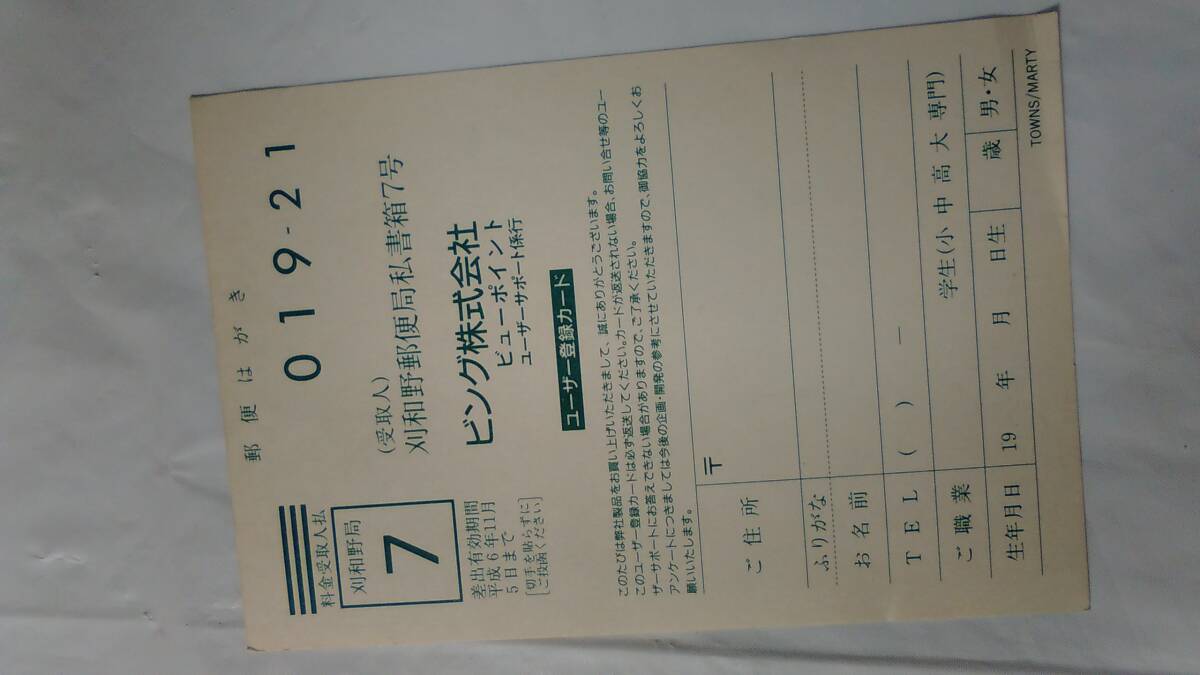 郵便はがき
019-21
料金受取人払
刈和野局
7
差出有効期間
平成6年11月
5日まで
[切手を貼らずに
ご投函ください]
(受取人)
刈和野郵便局私書箱7号
ビング株式会社
ビューポイント
ユーザーサポート係行
ユーザー登録カード
このたびは弊社製品をお買い上げいただきまして、誠にありがとうございます。
このユーザー登録カードは必ず返送してください。カードが返送されない場合、お問い合せ等のユー
ザーサポートにお答えできない場合がありますので、ご了承ください。
アンケートにつきましては今後の企画・開発の参考にさせていただきますので、御協力をよろしくお
願いいたします。
ご住所 〒
ふりがな
お名前
TEL ( ) −
ご職業 学生(小 中 高 大 専門)
生年月日 19 年 月 日生 歳 男・女
TOWNS/MARTY